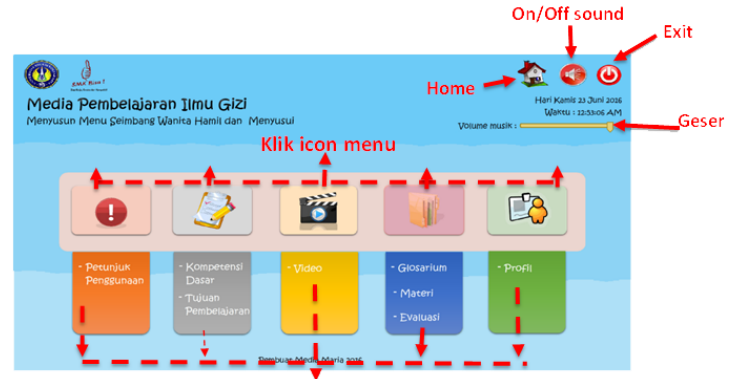 On/Off sound
Exit
Home
Media Pembelajaran Ilmu Gizi
Menyusun Menu Seimbang Wanita Hamil dan Menyusui
Hari Kamis 23 Juni 2016
Waktu : 12:53:05 AM
Volume musik :
Geser
Klik icon menu
- Petunjuk
Penggunaan
- Kompetensi
Dasar
- Tujuan
Pembelajaran
- Video
- Glosarium
- Materi
- Evaluasi
- Profil
Pembuat Media Maria 2016